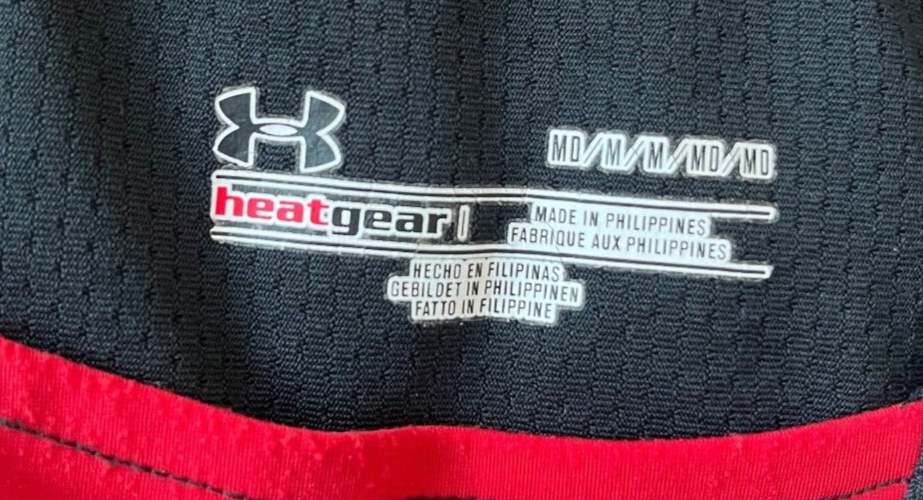 MD/M/M/MD/MD
heatgear
MADE IN PHILIPPINES
FABRIQUE AUX PHILIPPINES
HECHO EN FILIPINAS
GEBILDET IN PHILIPPINEN
FATTO IN FILIPPINE